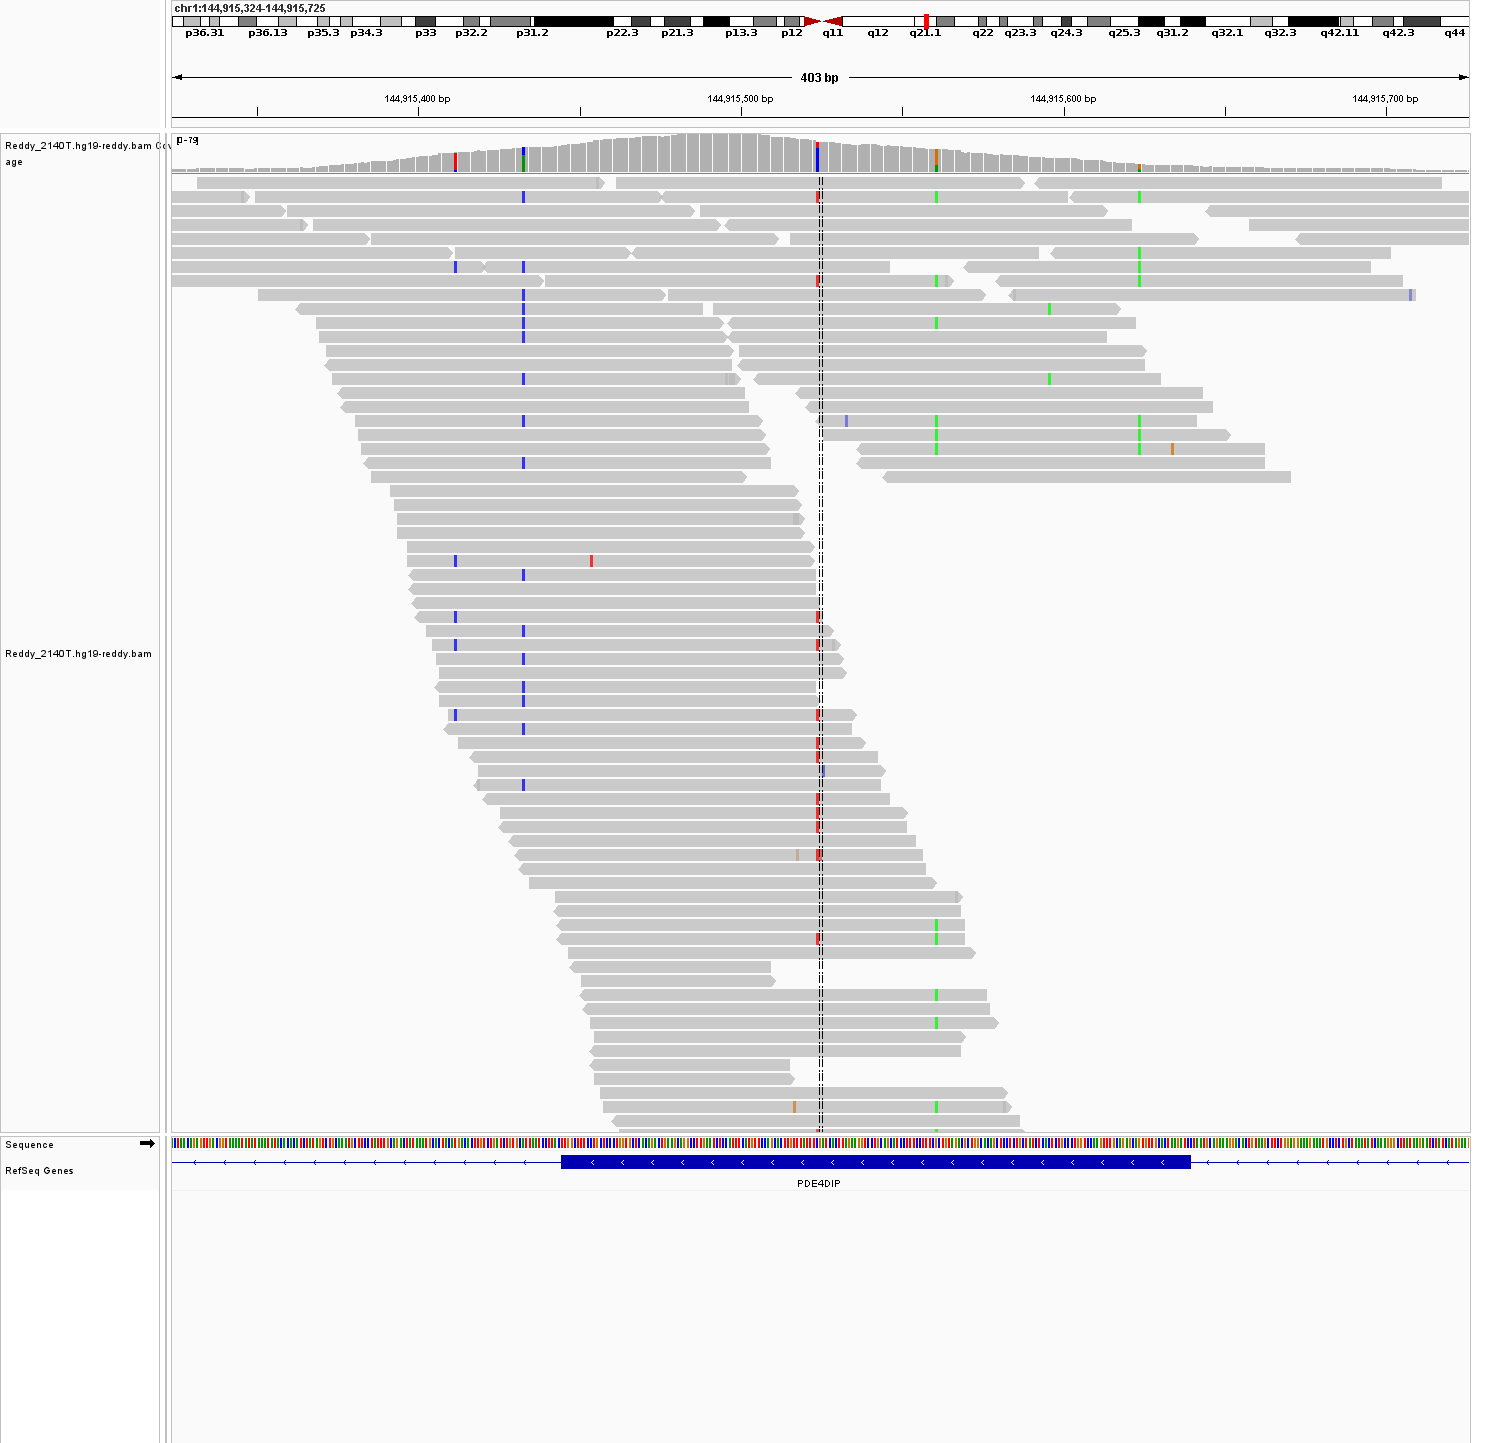 chr1:144,915,324-144,915,725
p36.31 p36.13 p35.3 p34.3 p33 p32.2 p31.2 p22.3 p21.3 p13.3 p12 q11 q12 q21.1 q22 q23.3 q24.3 q25.3 q31.2 q32.1 q32.3 q42.11 q42.3 q44
403 bp
144,915,400 bp 144,915,500 bp 144,915,600 bp 144,915,700 bp
[0-79]
Reddy_2140T.hg19-reddy.bam Cov
age
Reddy_2140T.hg19-reddy.bam
Sequence
RefSeq Genes
PDE4DIP